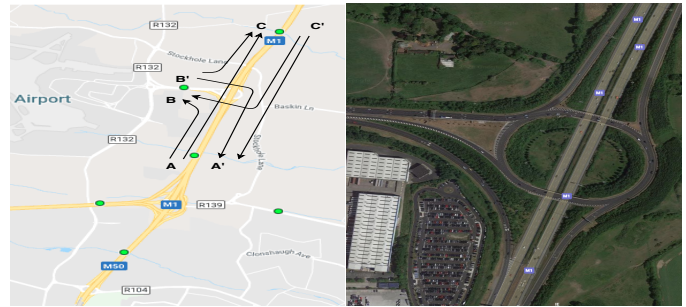 R132
C
C'
M1
Stockhole Lane
R132
B'
Airport
B
Baskin Ln
R132
Stockhole Lane
A
A'
M1
R139
Clonshaugh Ave
M50
R104
M1
M1
M1
M1
M1